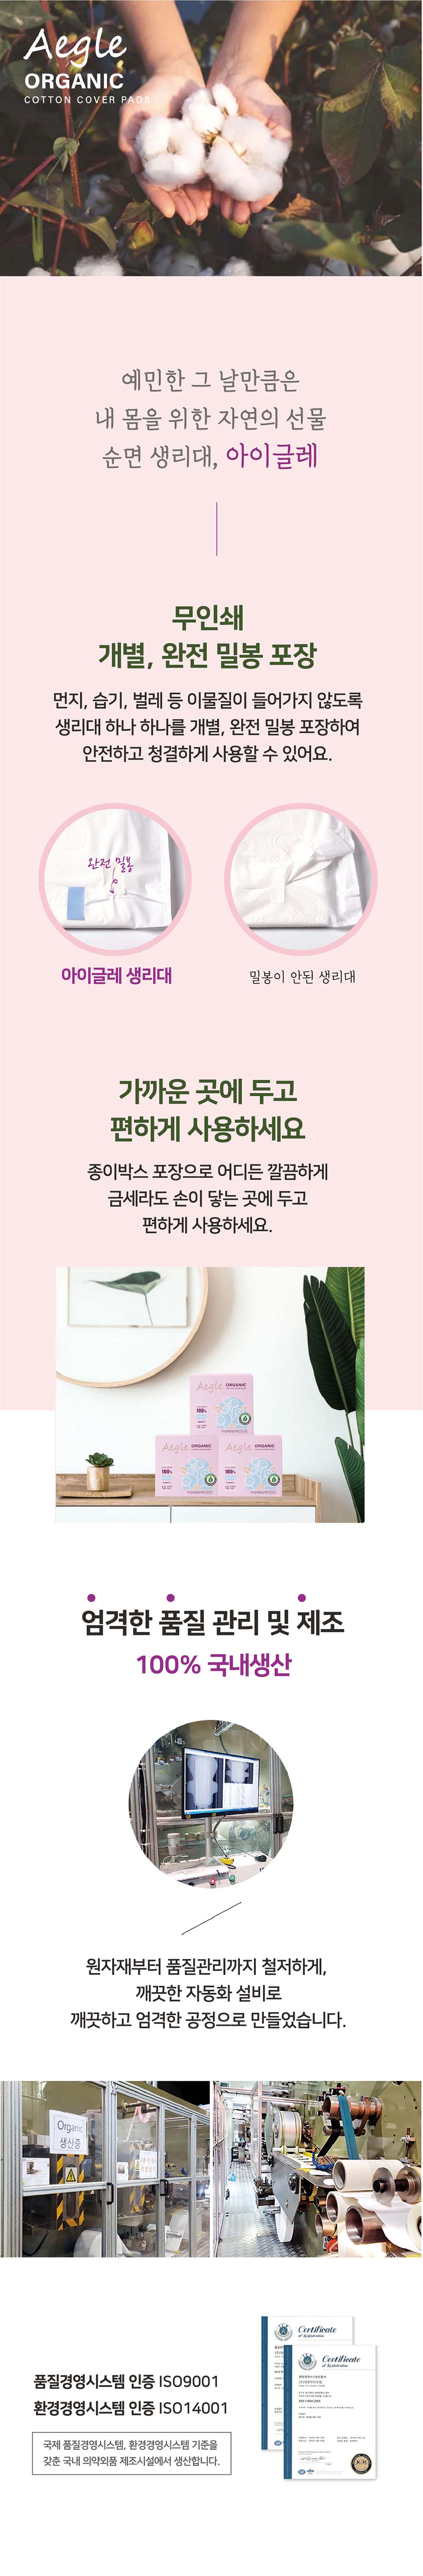 Aegle
ORGANIC
COTTON COVER PADS
예민한 그 날만큼은
내 몸을 위한 자연의 선물
순면 생리대, 아이글레
무인쇄
개별, 완전 밀봉 포장
먼지, 습기, 벌레 등 이물질이 들어가지 않도록
생리대 하나 하나를 개별, 완전 밀봉 포장하여
안전하고 청결하게 사용할 수 있어요.
완전 밀봉
아이글레 생리대
밀봉이 안된 생리대
가까운 곳에 두고
편하게 사용하세요
종이박스 포장으로 어디든 깔끔하게
금세라도 손이 닿는 곳에 두고
편하게 사용하세요.
Aegle ORGANIC
100%
Aegle ORGANIC
100%
Aegle ORGANIC
100%
엄격한 품질 관리 및 제조
100% 국내생산
원자재부터 품질관리까지 철저하게,
깨끗한 자동화 설비로
깨끗하고 엄격한 공정으로 만들었습니다.
Organic
생산중
Certificate
of Registration
Certificate
of Registration
품질경영시스템 인증 ISO9001
환경경영시스템 인증 ISO14001
국제 품질경영시스템, 환경경영시스템 기준을
갖춘 국내 의약외품 제조시설에서 생산합니다.